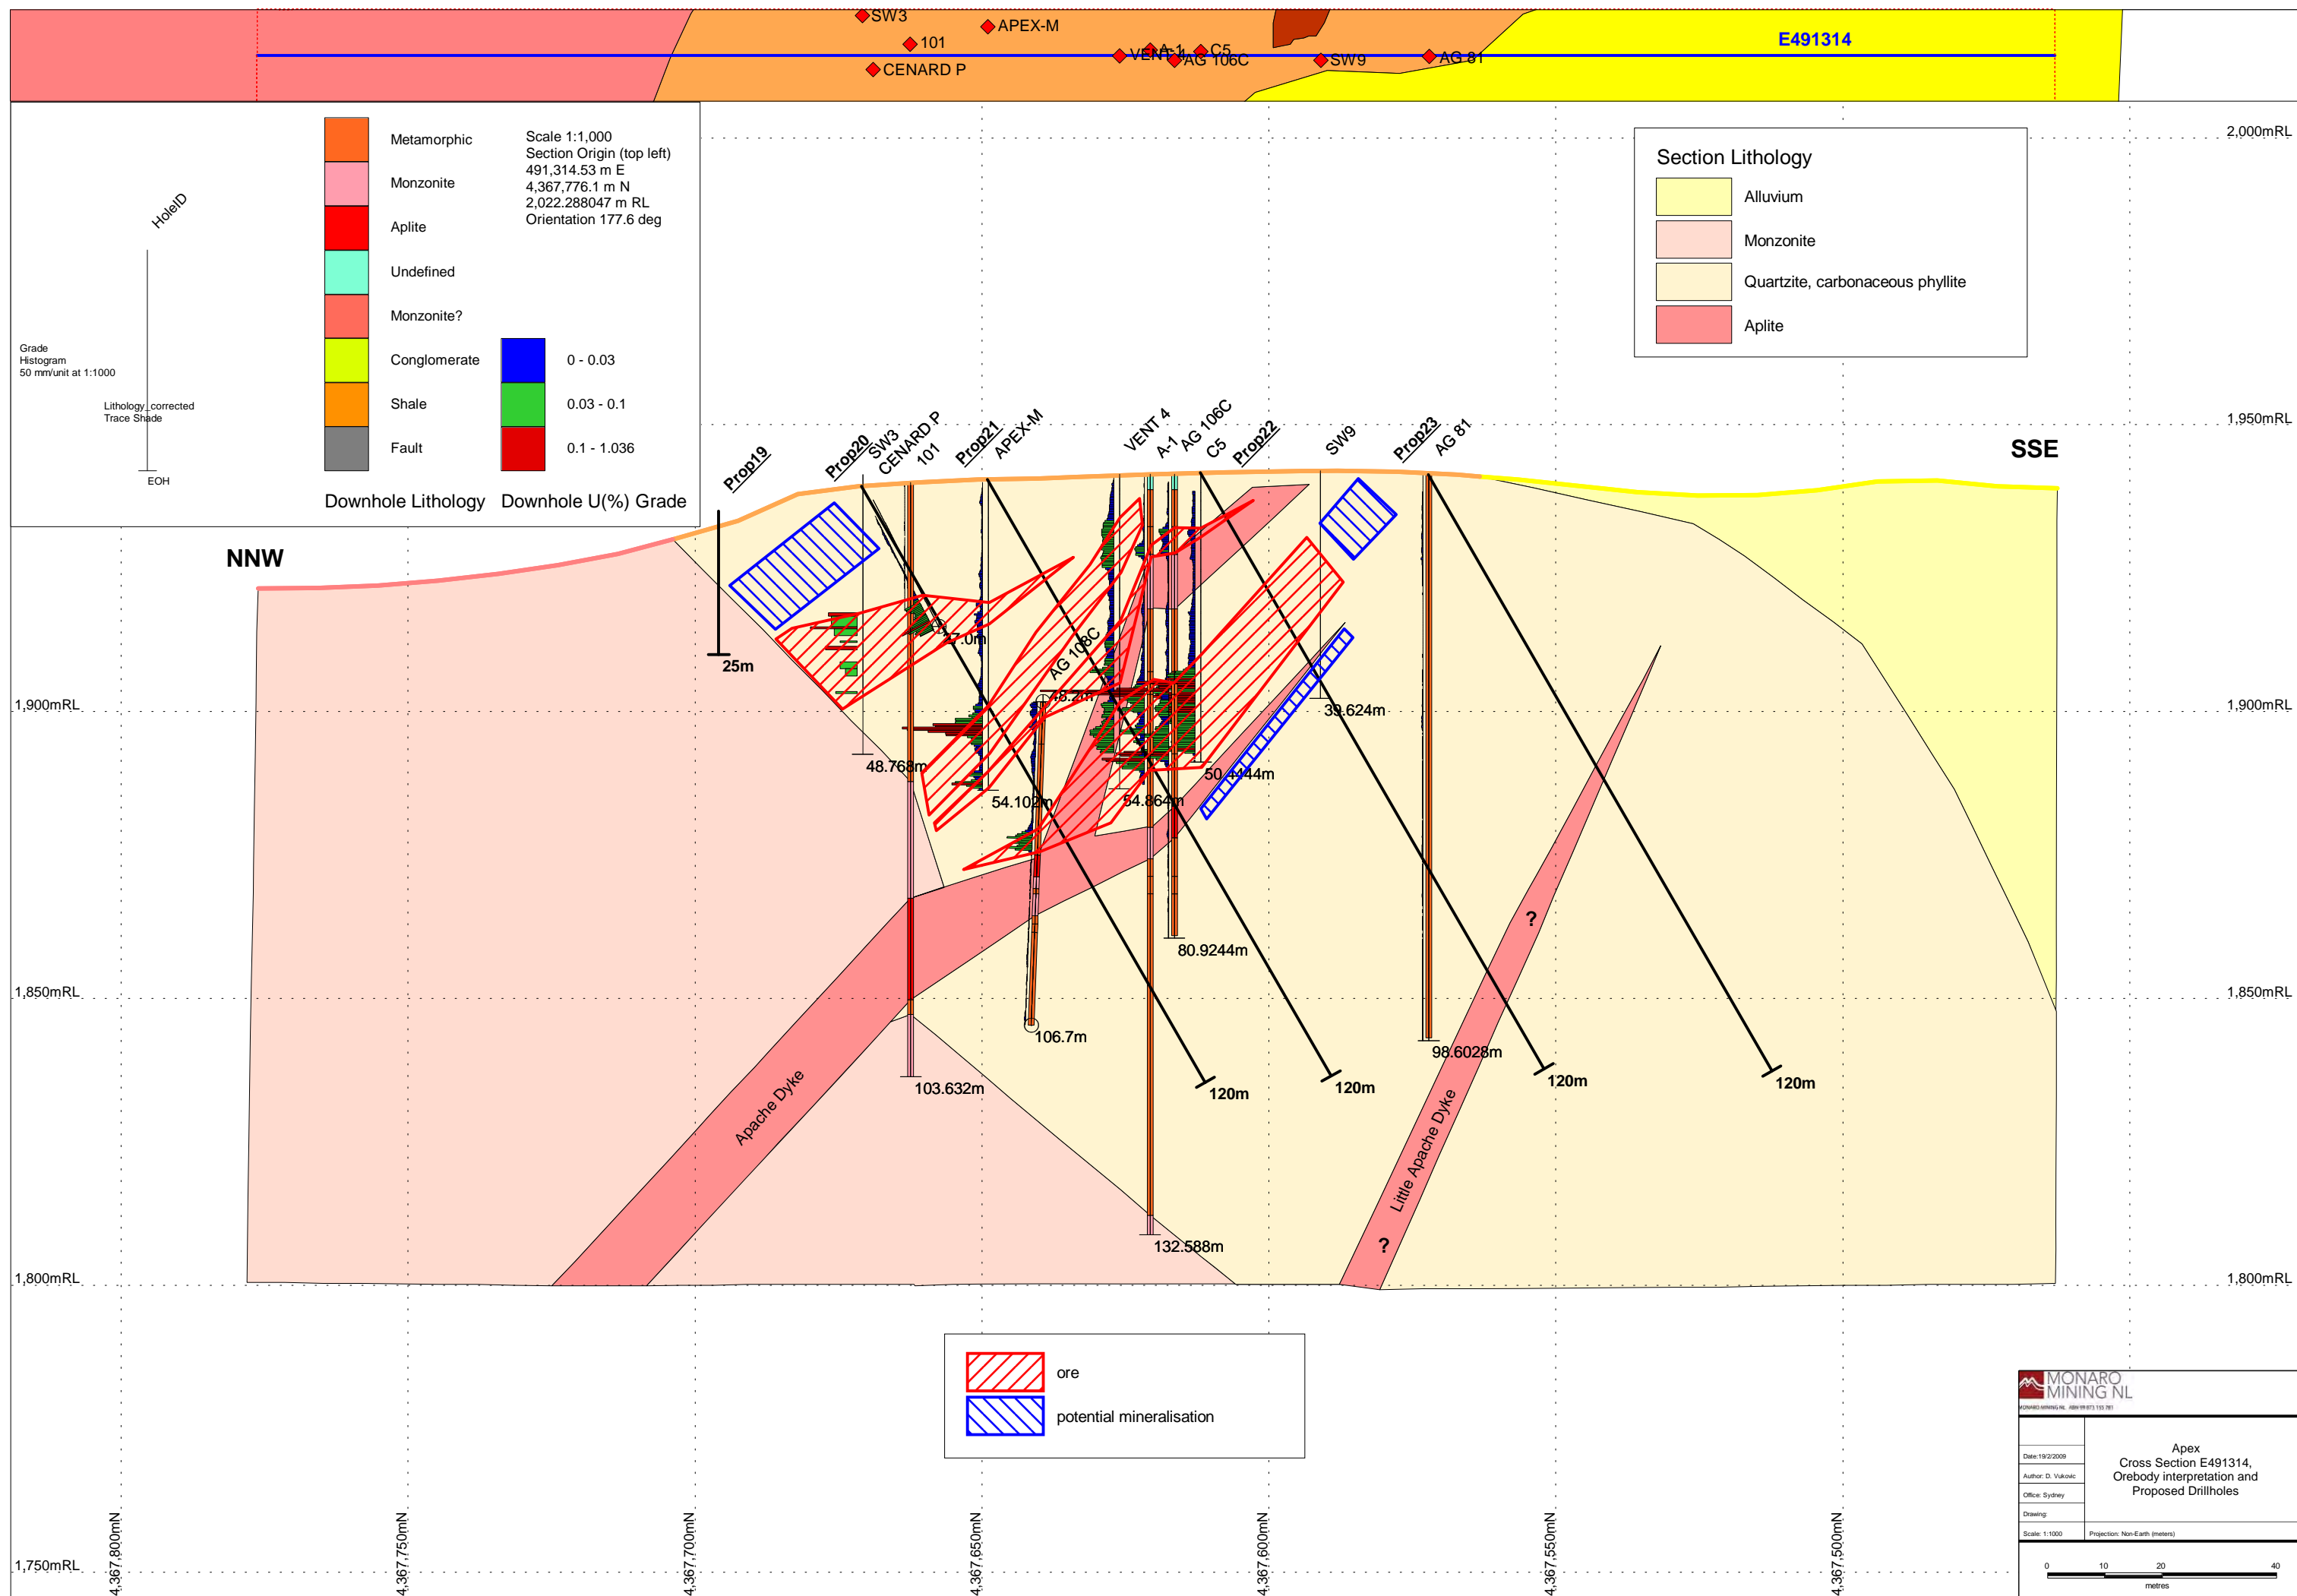 SW3
APEX-M
101
CENARD P
VENT 4
A-1
C5
AG 106C
SW9
AG 81
E491314
2,000mRL
2,000mRL
HoleID
Grade
Histogram
50 mm/unit at 1:1000
Lithology_corrected
Trace Shade
EOH
Metamorphic
Monzonite
Aplite
Undefined
Monzonite?
Conglomerate
Shale
Fault
Downhole Lithology
Scale 1:1,000
Section Origin (top left)
491,314.53 m E
4,367,776.1 m N
2,022.288047 m RL
Orientation 177.6 deg
0 - 0.03
0.03 - 0.1
0.1 - 1.036
Downhole U(%) Grade
Section Lithology
Alluvium
Monzonite
Quartzite, carbonaceous phyllite
Aplite
1,950mRL
NNW
SSE
Prop19
Prop20
SW3
CENARD P
101
Prop21
APEX-M
VENT 4
A-1
AG 106C
C5
Prop22
SW9
Prop23
AG 81
25m
AG 108C
48.768m
54.102m
54.864m
50.4444m
39.624m
80.9244m
106.7m
103.632m
132.588m
98.6028m
120m
120m
120m
120m
1,900mRL
1,900mRL
1,850mRL
1,850mRL
1,800mRL
1,800mRL
1,750mRL
Apache Dyke
Little Apache Dyke
?
?
ore
potential mineralisation
4,367,800mN
4,367,750mN
4,367,700mN
4,367,650mN
4,367,600mN
4,367,550mN
4,367,500mN
MONARO
MINING NL
Date:19/2/2009
Author: D. Vukovic
Office: Sydney
Drawing:
Scale: 1:1000
Apex
Cross Section E491314,
Orebody interpretation and
Proposed Drillholes
Projection: Non-Earth (meters)
0 10 20 40
metres